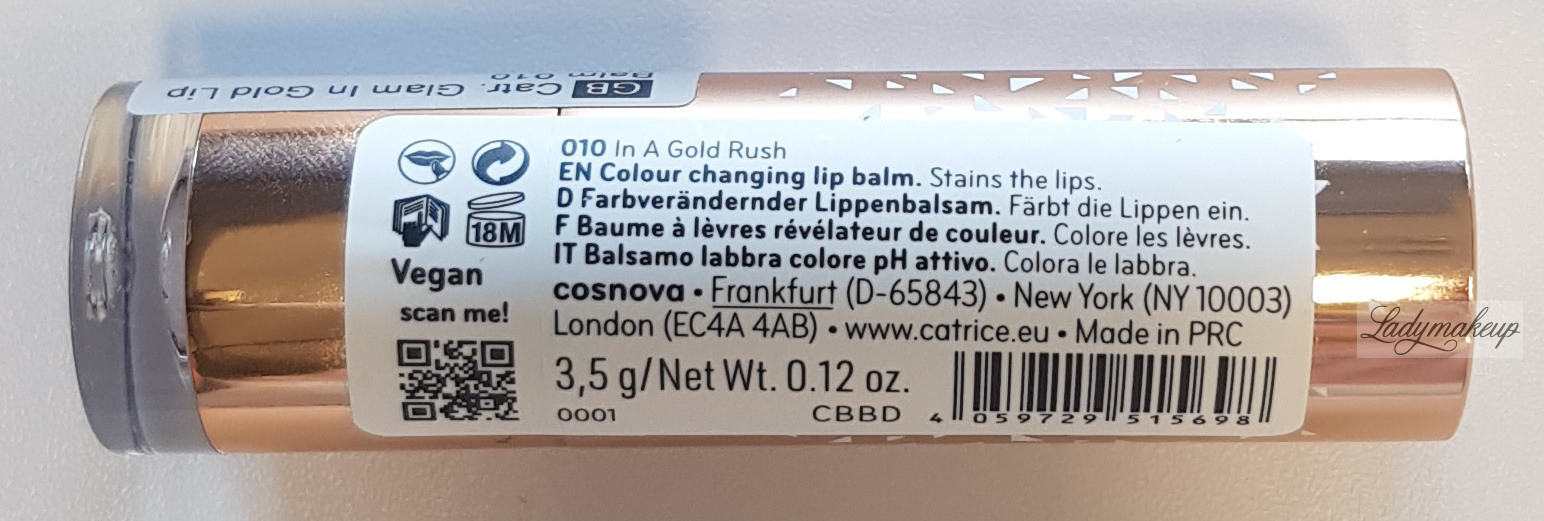 GB Catr. Glam In Gold Lip
Balm 010
010 In A Gold Rush
EN Colour changing lip balm. Stains the lips.
D Farbverändernder Lippenbalsam. Färbt die Lippen ein.
F Baume à lèvres révélateur de couleur. Colore les lèvres.
IT Balsamo labbra colore pH attivo. Colora le labbra.
cosnova • Frankfurt (D-65843) • New York (NY 10003)
London (EC4A 4AB) • www.catrice.eu • Made in PRC
3,5 g/Net Wt. 0.12 oz.
0001 CBBD
4 059729 515698
18M
Vegan
scan me!
Ladymakeup